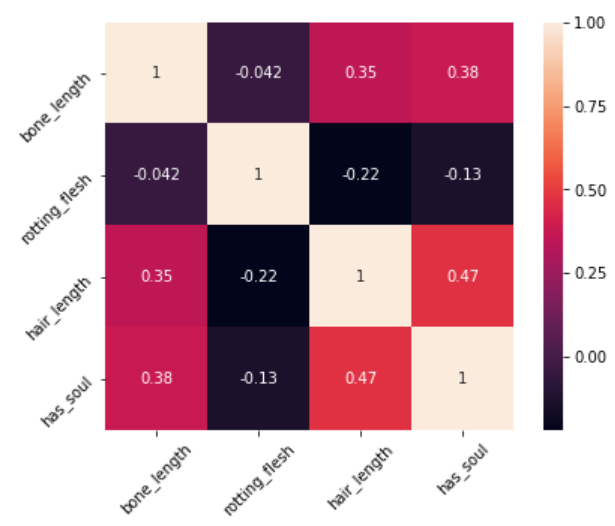 bone_length 1 -0.042 0.35 0.38
rotting_flesh -0.042 1 -0.22 -0.13
hair_length 0.35 -0.22 1 0.47
has_soul 0.38 -0.13 0.47 1
bone_length rotting_flesh hair_length has_soul
1.00
0.75
0.50
0.25
0.00